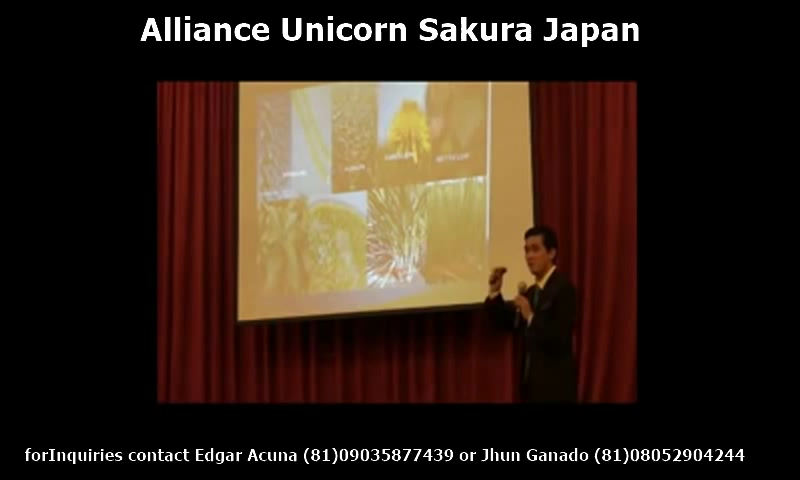 Alliance Unicorn Sakura Japan
forInquiries contact Edgar Acuna (81)09035877439 or Jhun Ganado (81)08052904244